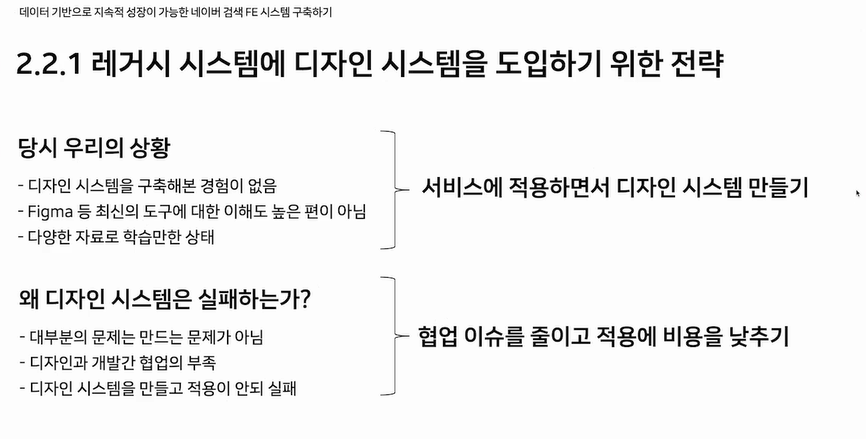 데이터 기반으로 지속적 성장이 가능한 네이버 검색 FE 시스템 구축하기
2.2.1 레거시 시스템에 디자인 시스템을 도입하기 위한 전략
당시 우리의 상황
- 디자인 시스템을 구축해본 경험이 없음
- Figma 등 최신의 도구에 대한 이해도 높은 편이 아님
- 다양한 자료로 학습만한 상태
서비스에 적용하면서 디자인 시스템 만들기
왜 디자인 시스템은 실패하는가?
- 대부분의 문제는 만드는 문제가 아님
- 디자인과 개발간 협업의 부족
- 디자인 시스템을 만들고 적용이 안되 실패
협업 이슈를 줄이고 적용에 비용을 낮추기